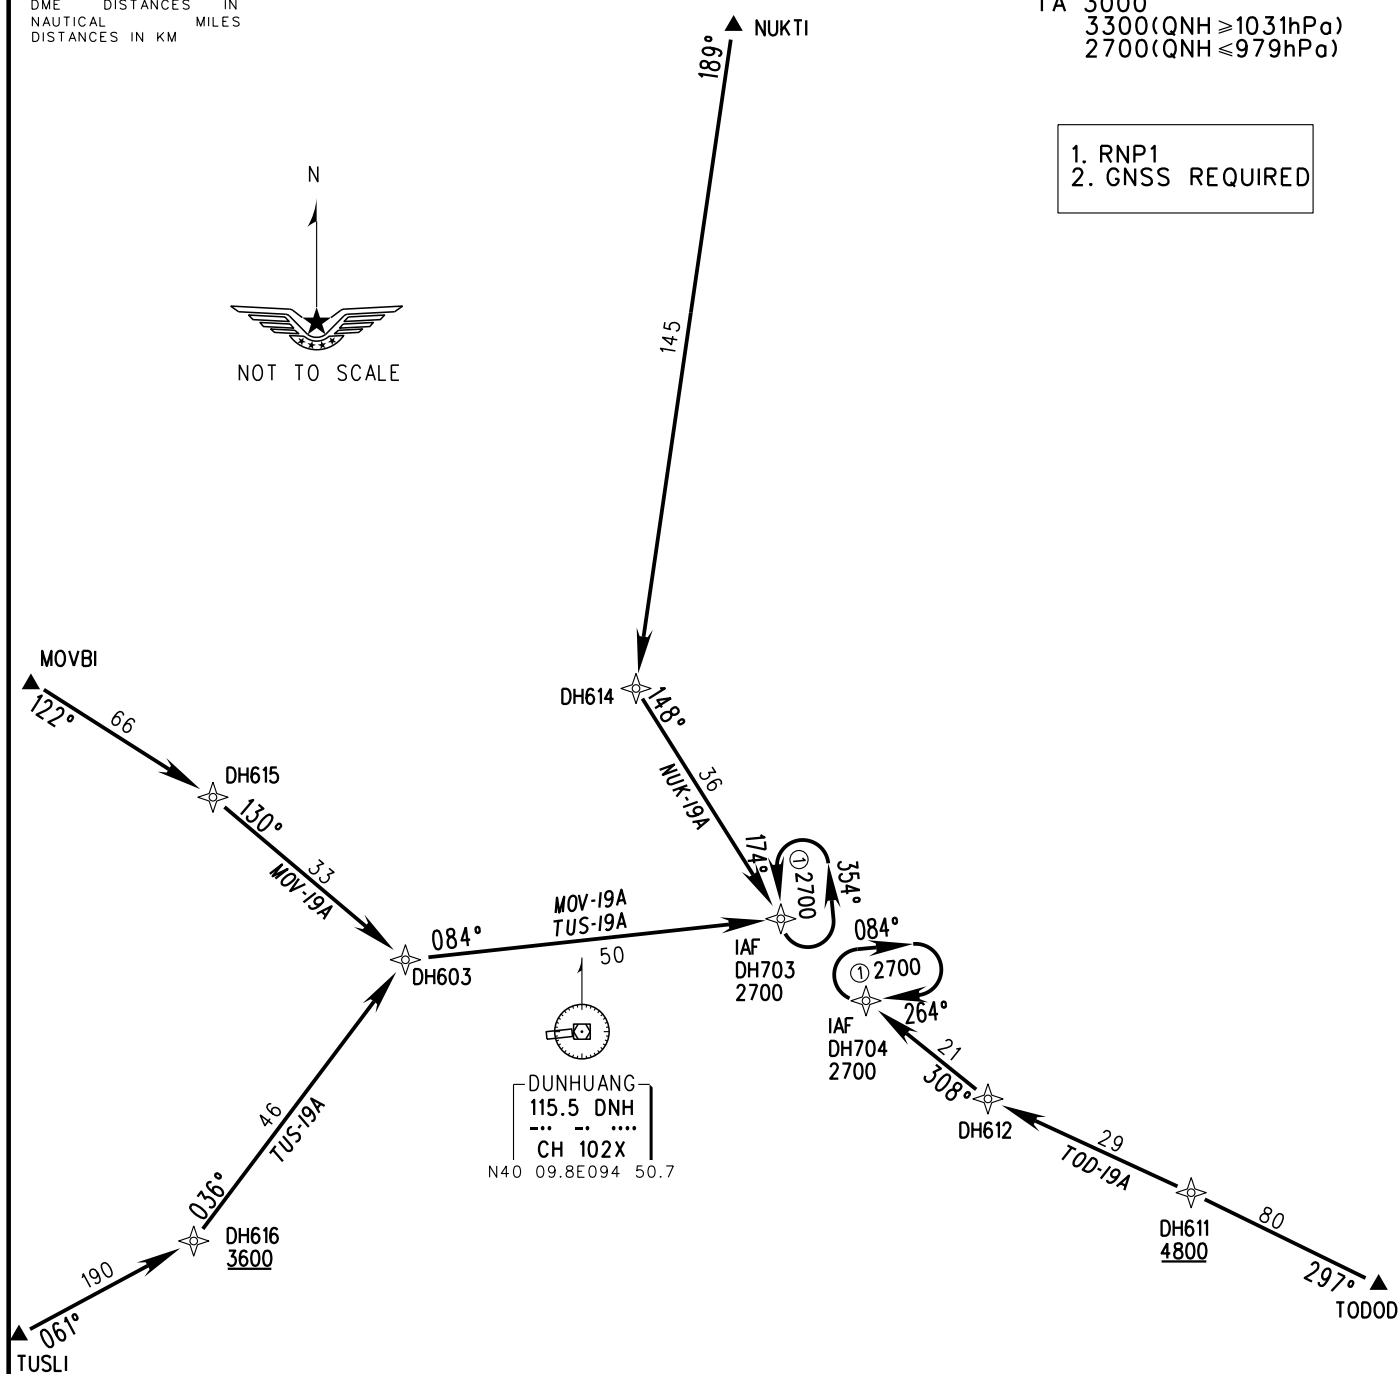 DME DISTANCES IN
NAUTICAL MILES
DISTANCES IN KM
TA 3000
3300(QNH ≥1031hPa)
2700(QNH ≤979hPa)
1. RNP1
2. GNSS REQUIRED
N
NOT TO SCALE
NUKTI
189°
145
MOVBI
122°
66
DH615
130°
33
MOV-19A
DH614
148°
36
NUK-19A
174°
① 2700
354°
MOV-19A
TUS-19A
084°
50
DH603
IAF
DH703
2700
084°
① 2700
264°
IAF
DH704
2700
21
308°
DH612
29
TOD-19A
DH611
4800
80
297°
TODOD
DUNHUANG
115.5 DNH
-·· -· ····
CH 102X
N40 09.8E094 50.7
46
TUS-19A
036°
DH616
3600
190
061°
TUSLI